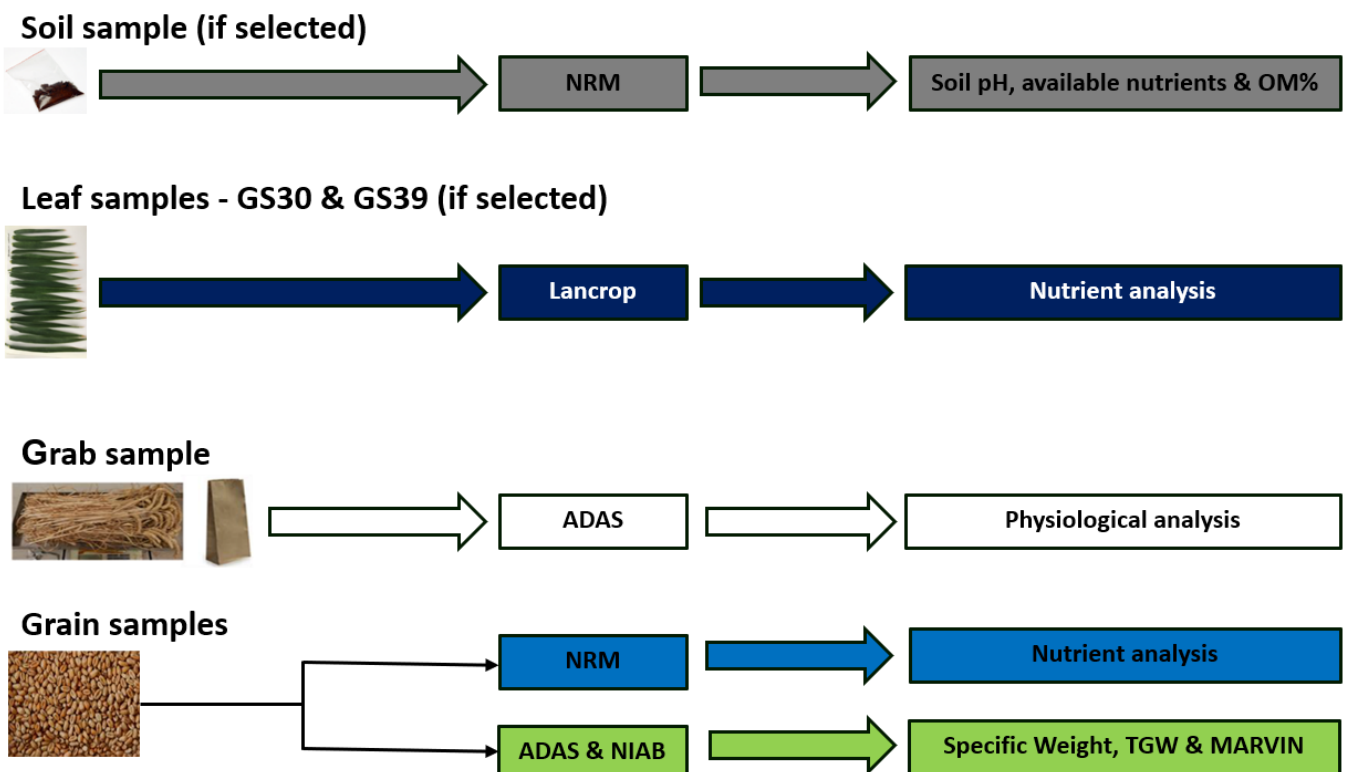 Soil sample (if selected)
NRM
Soil pH, available nutrients & OM%
Leaf samples - GS30 & GS39 (if selected)
Lancrop
Nutrient analysis
Grab sample
ADAS
Physiological analysis
Grain samples
NRM
Nutrient analysis
ADAS & NIAB
Specific Weight, TGW & MARVIN